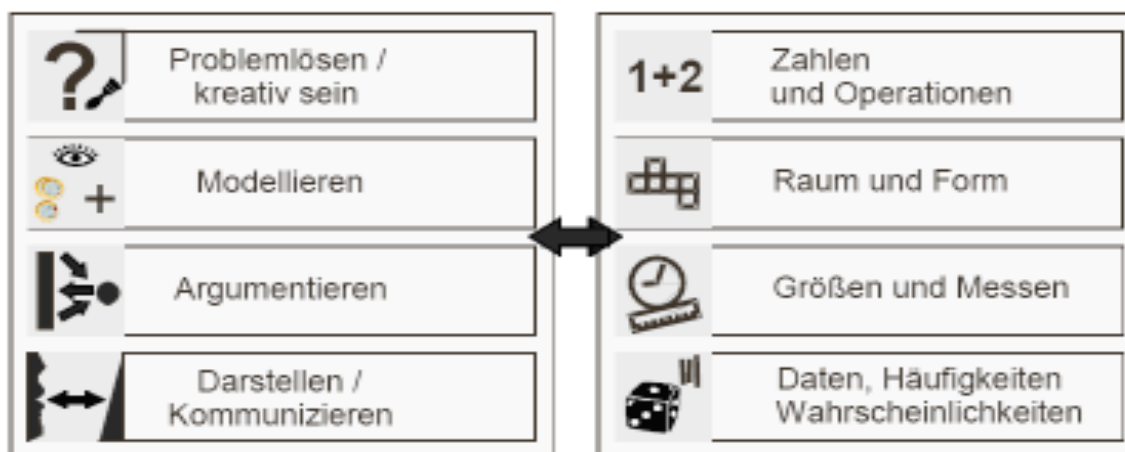 Problemlösen /
kreativ sein
Modellieren
Argumentieren
Darstellen /
Kommunizieren
1+2
Zahlen
und Operationen
Raum und Form
Größen und Messen
Daten, Häufigkeiten
Wahrscheinlichkeiten